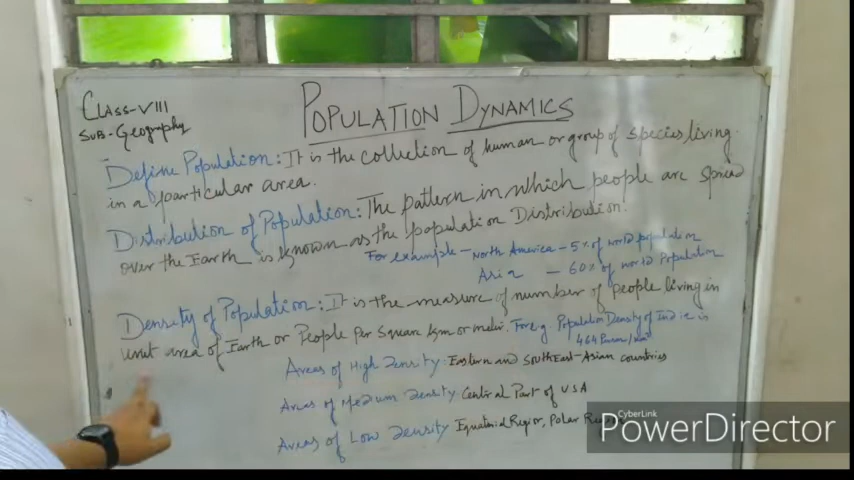 CLASS-VIII
SUB- Geography
POPULATION DYNAMICS
Define Population: It is the collection of human or group of species living
in a particular area.
Distribution of Population: The pattern in which people are spread
over the Earth is known as the population Distribution.
For example - North America - 5% of world population
Asia - 60% of world Population
Density of Population: It is the measure of number of people living in
unit area of Earth or People Per Square km or meter. For e.g Population Density of India is
464 Person/km²
Areas of High Density- Eastern and SouthEast-Asian countries
Areas of Medium Density- Central Part of USA
Areas of Low Density- Equatorial Region, Polar Region
CyberLink
PowerDirector